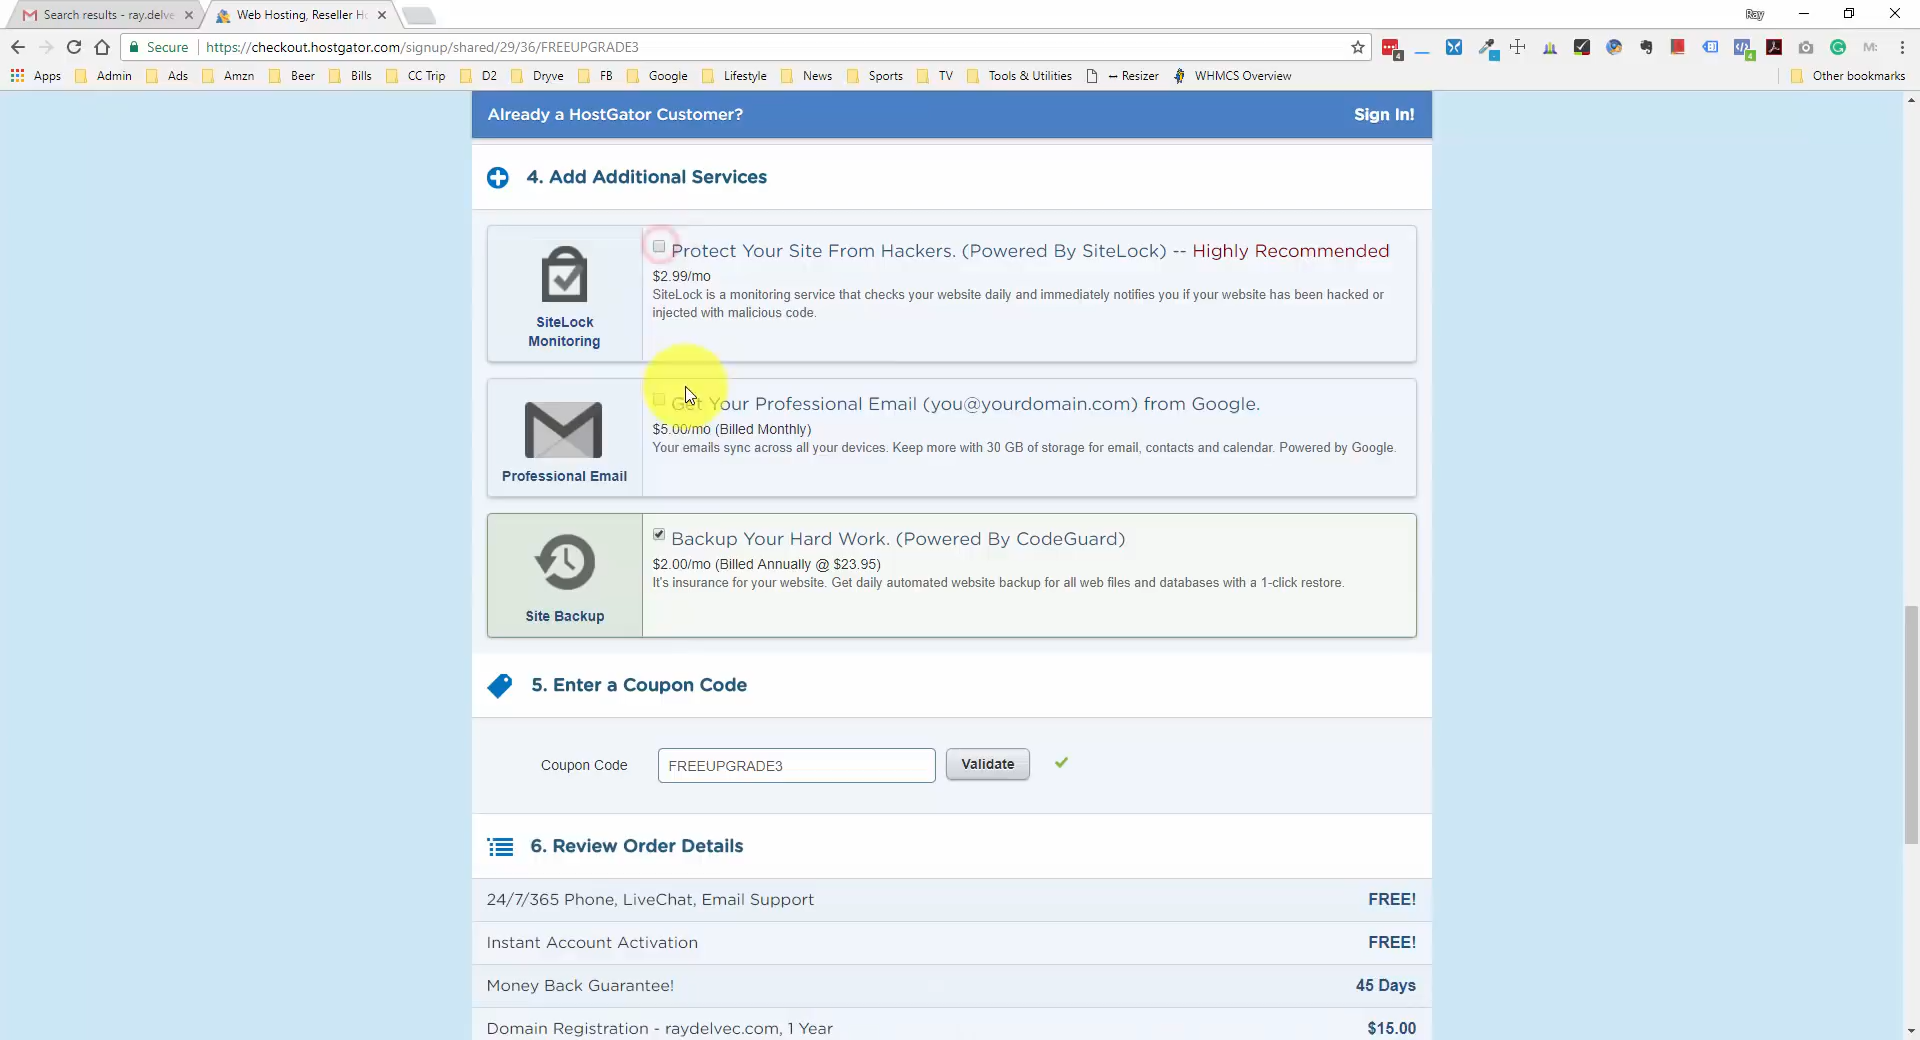 Search results - ray.delve
Web Hosting, Reseller Ho
Ray
Secure
https://checkout.hostgator.com/signup/shared/29/36/FREEUPGRADE3
4
4
M:
Apps
Admin
Ads
Amzn
Beer
Bills
CC Trip
D2
Dryve
FB
Google
Lifestyle
News
Sports
TV
Tools & Utilities
Resizer
WHMCS Overview
Other bookmarks
Already a HostGator Customer?
Sign In!
4. Add Additional Services
Protect Your Site From Hackers. (Powered By SiteLock) -- Highly Recommended
$2.99/mo
SiteLock is a monitoring service that checks your website daily and immediately notifies you if your website has been hacked or
injected with malicious code.
SiteLock
Monitoring
Get Your Professional Email (you@yourdomain.com) from Google.
$5.00/mo (Billed Monthly)
Your emails sync across all your devices. Keep more with 30 GB of storage for email, contacts and calendar. Powered by Google.
Professional Email
Backup Your Hard Work. (Powered By CodeGuard)
$2.00/mo (Billed Annually @ $23.95)
It's insurance for your website. Get daily automated website backup for all web files and databases with a 1-click restore.
Site Backup
5. Enter a Coupon Code
Coupon Code
FREEUPGRADE3
Validate
6. Review Order Details
24/7/365 Phone, LiveChat, Email Support
FREE!
Instant Account Activation
FREE!
Money Back Guarantee!
45 Days
Domain Registration - raydelvec.com, 1 Year
$15.00